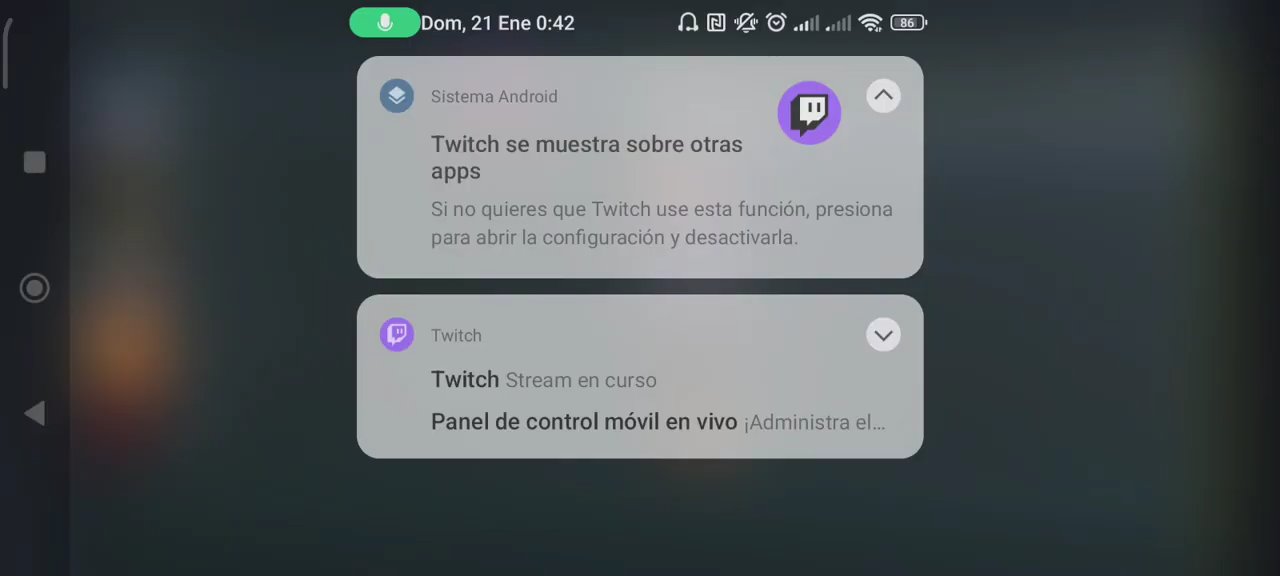 Dom, 21 Ene 0:42
86
Sistema Android
Twitch se muestra sobre otras
apps
Si no quieres que Twitch use esta función, presiona
para abrir la configuración y desactivarla.
Twitch
Twitch Stream en curso
Panel de control móvil en vivo ¡Administra el...